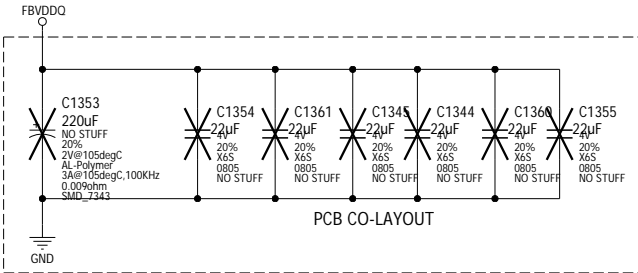 FBVDDQ
C1353
220uF
NO STUFF
20%
2V@105degC
AL-Polymer
3A@105degC,100KHz
0.009ohm
SMD_7343
+
C1354
22uF
4V
20%
X6S
0805
NO STUFF
C1361
22uF
4V
20%
X6S
0805
NO STUFF
C1345
22uF
4V
20%
X6S
0805
NO STUFF
C1344
22uF
4V
20%
X6S
0805
NO STUFF
C1360
22uF
4V
20%
X6S
0805
NO STUFF
C1355
22uF
4V
20%
X6S
0805
NO STUFF
PCB CO-LAYOUT
GND